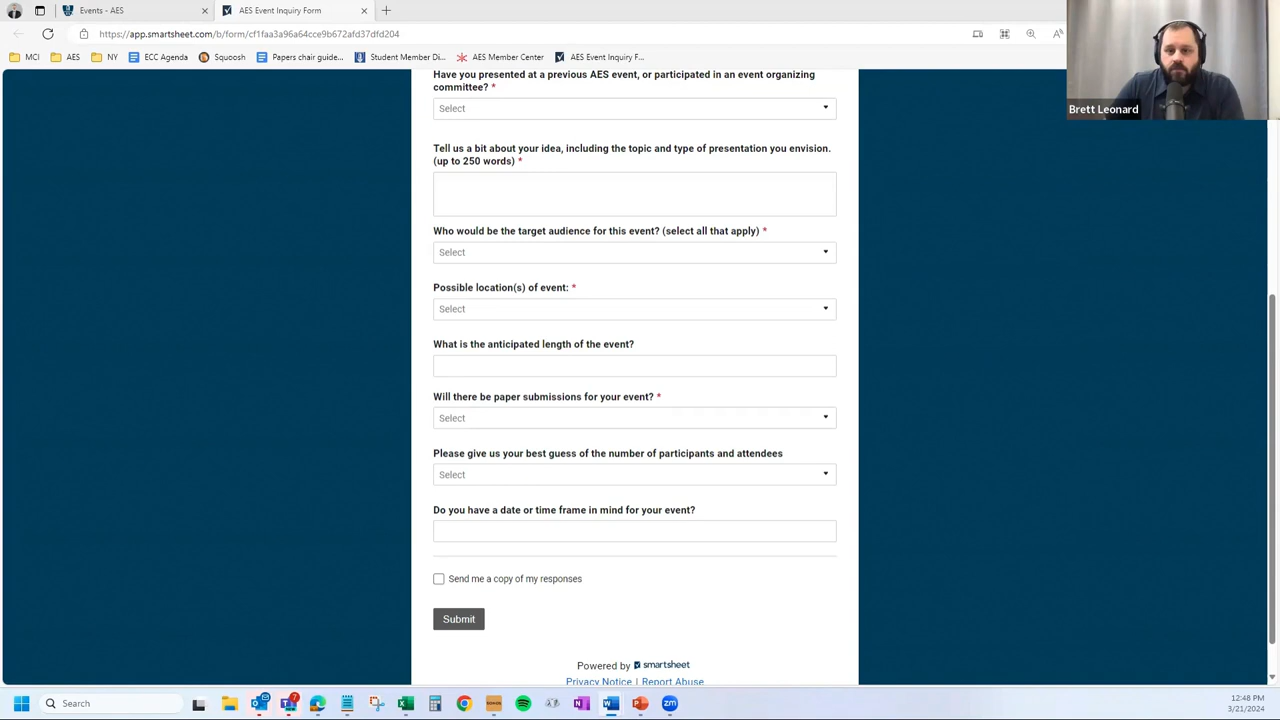 Events - AES
AES Event Inquiry Form
https://app.smartsheet.com/b/form/cf1faa3a96a64cce9b672afd37dfd204
MCI
AES
NY
ECC Agenda
Squoosh
Papers chair guide...
Student Member Di...
AES Member Center
AES Event Inquiry F...
Brett Leonard
Have you presented at a previous AES event, or participated in an event organizing
committee? *
Select
Tell us a bit about your idea, including the topic and type of presentation you envision.
(up to 250 words) *
Who would be the target audience for this event? (select all that apply) *
Select
Possible location(s) of event: *
Select
What is the anticipated length of the event?
Will there be paper submissions for your event? *
Select
Please give us your best guess of the number of participants and attendees
Select
Do you have a date or time frame in mind for your event?
Send me a copy of my responses
Submit
Powered by smartsheet
Privacy Notice | Report Abuse
Search
7
12:48 PM
3/21/2024